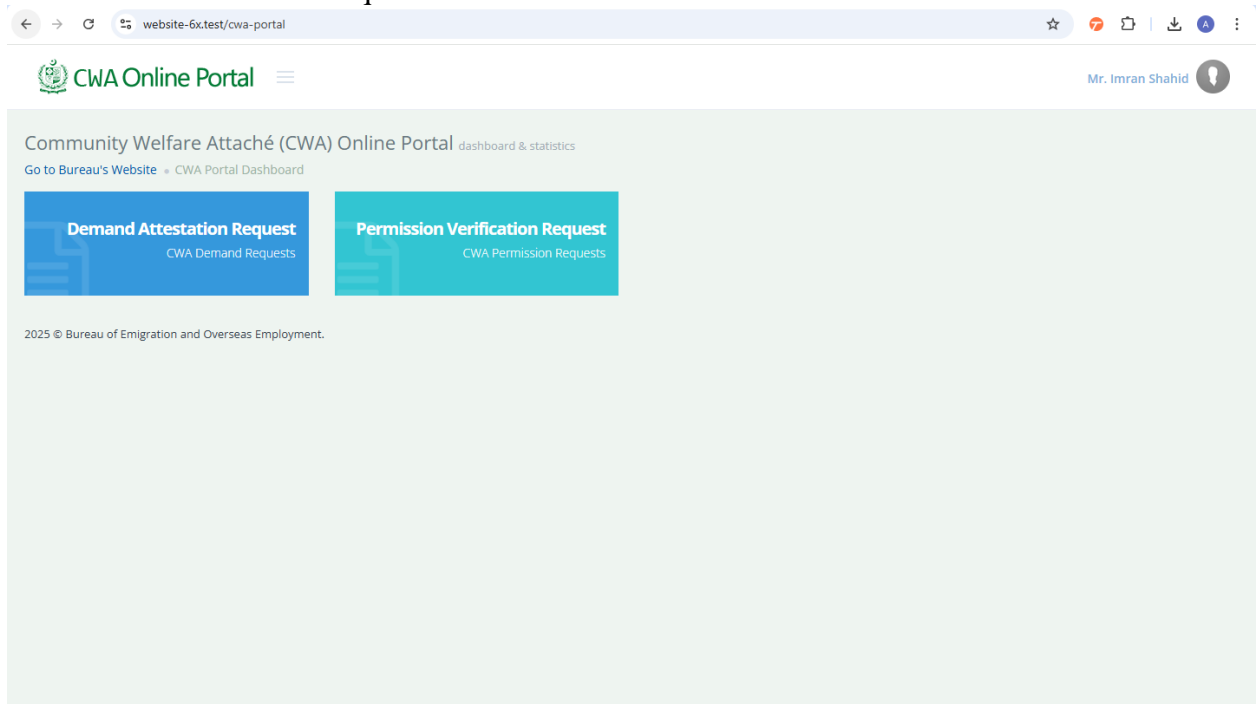 website-6x.test/cwa-portal
A
CWA Online Portal
Mr. Imran Shahid
Community Welfare Attaché (CWA) Online Portal dashboard & statistics
Go to Bureau's Website CWA Portal Dashboard
Demand Attestation Request
CWA Demand Requests
Permission Verification Request
CWA Permission Requests
2025 © Bureau of Emigration and Overseas Employment.